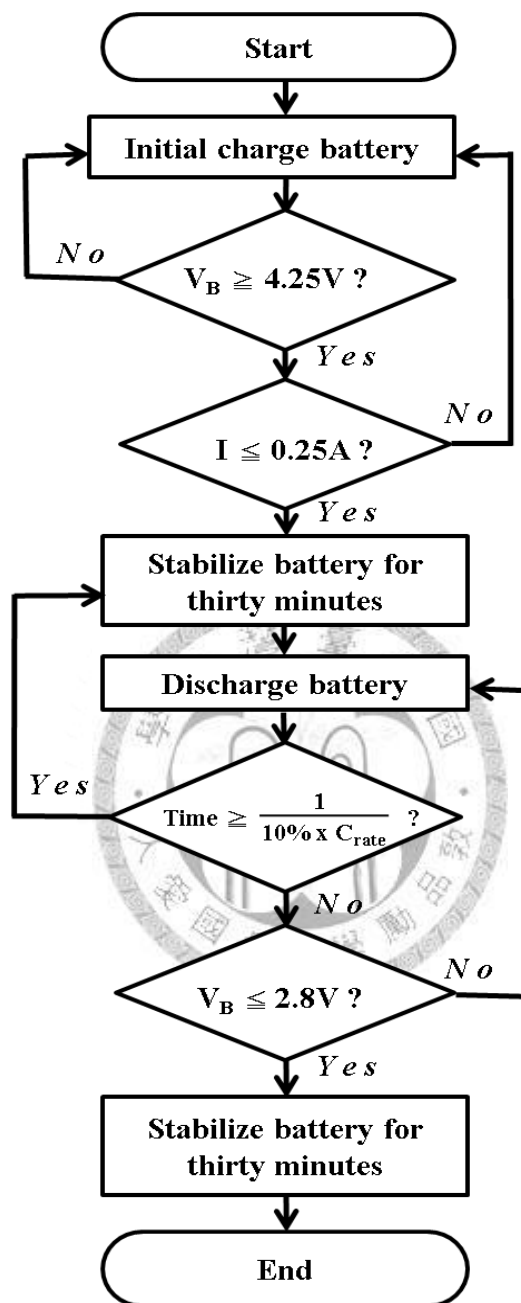 Start
Initial charge battery
No
V_B ≧ 4.25V ?
Yes
No
I ≦ 0.25A ?
Yes
Stabilize battery for
thirty minutes
Discharge battery
Yes
Time ≧ 1 / 10% x C_rate ?
No
No
V_B ≦ 2.8V ?
Yes
Stabilize battery for
thirty minutes
End